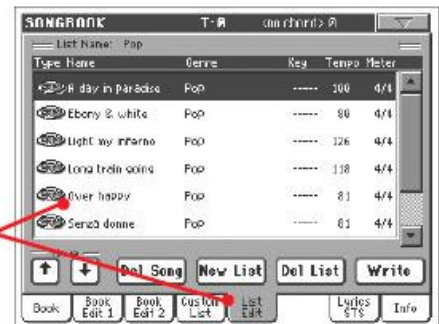 SONGBOOK T-A (no chord) A
List Name: Pop
Type Name Genre Key Tempo Meter
A day in paradise Pop ----- 100 4/4
Ebony & white Pop ----- 90 4/4
Light my inferno Pop ----- 126 4/4
Long train going Pop ----- 118 4/4
Over happy Pop ----- 81 4/4
Senza donne Pop ----- 81 4/4
Del Song New List Del List Write
Book Book Edit 1 Book Edit 2 Custom List List Edit Lyrics STS Info